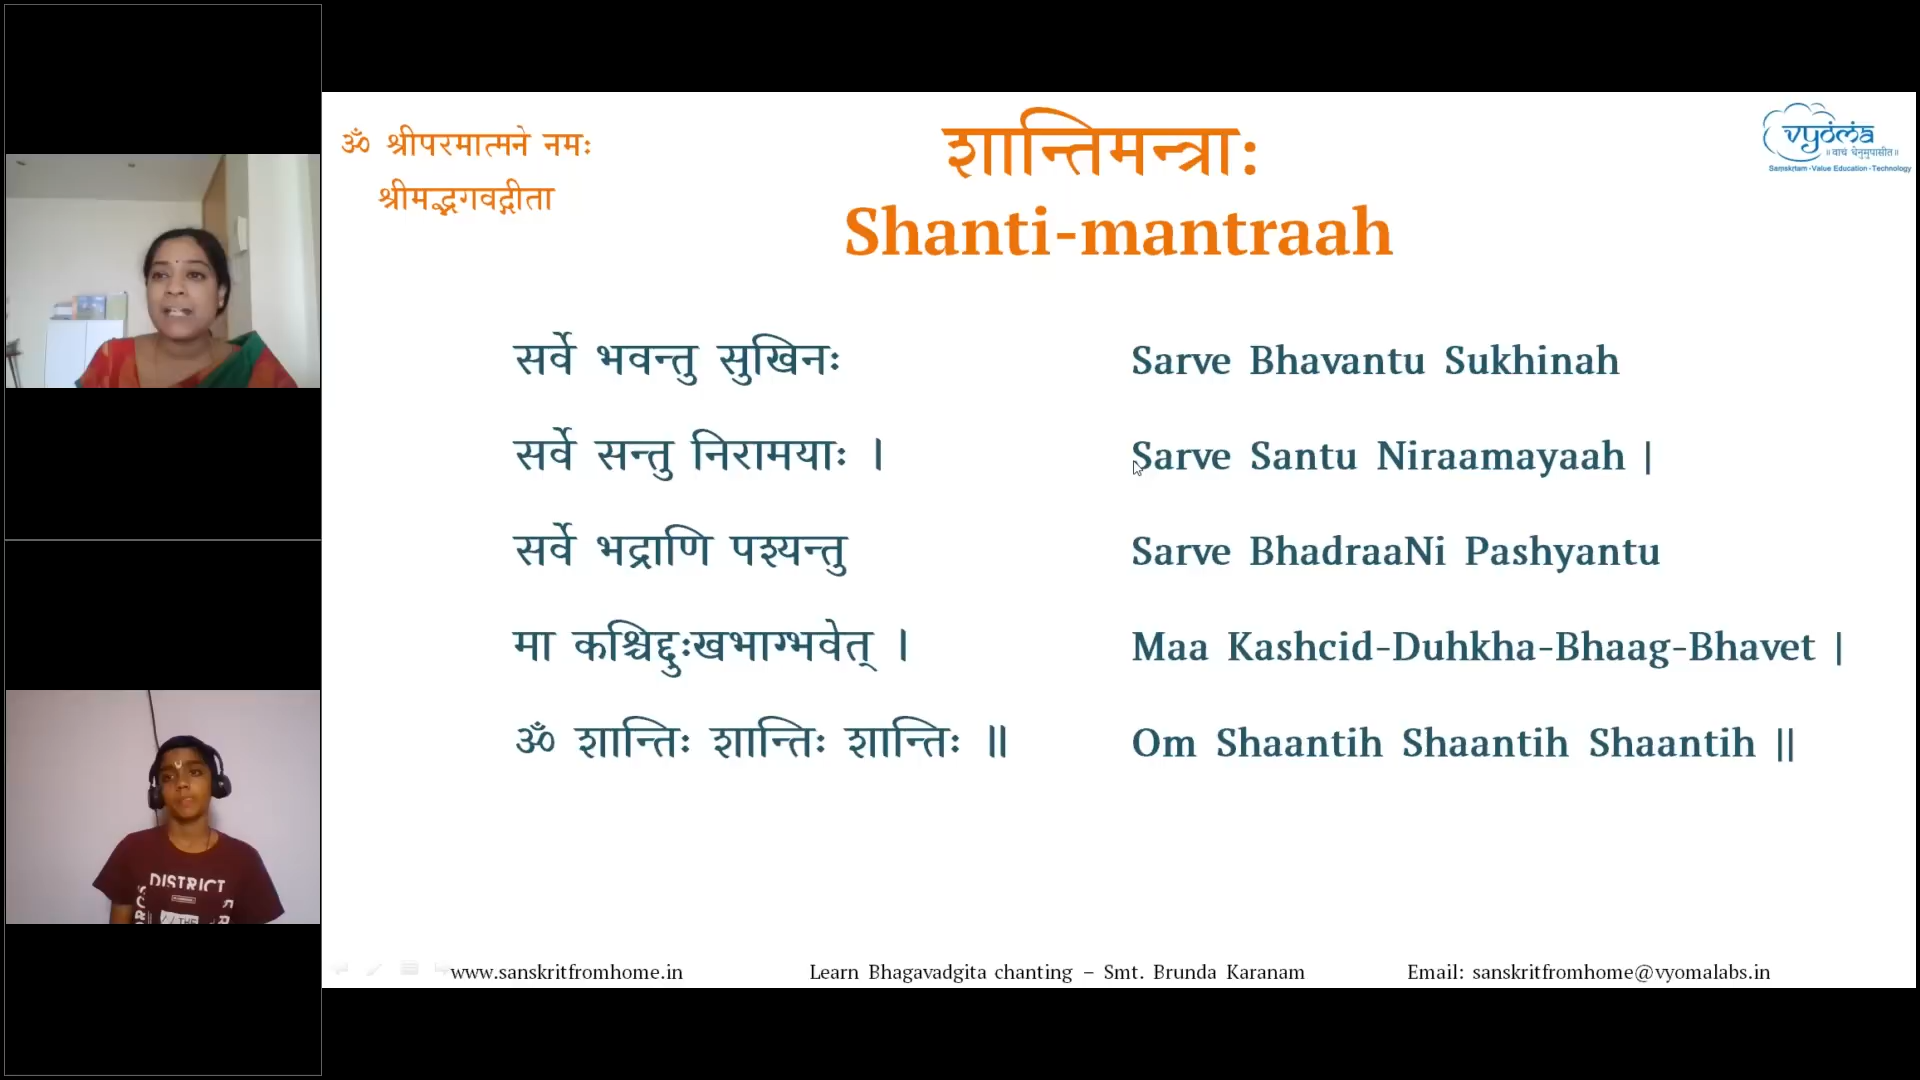 ॐ श्रीपरमात्मने नमः
श्रीमद्भगवद्गीता
शान्तिमन्त्राः
Shanti-mantraah
vyoma
॥ वाचं धेनुमुपासीत ॥
Samskrtam - Value Education - Technology
सर्वे भवन्तु सुखिनः
Sarve Bhavantu Sukhinah
सर्वे सन्तु निरामयाः ।
Sarve Santu Niraamayaah |
सर्वे भद्राणि पश्यन्तु
Sarve BhadraaNi Pashyantu
मा कश्चिद्दुःखभाग्भवेत् ।
Maa Kashcid-Duhkha-Bhaag-Bhavet |
ॐ शान्तिः शान्तिः शान्तिः ॥
Om Shaantih Shaantih Shaantih ||
DISTRICT
www.sanskritfromhome.in
Learn Bhagavadgita chanting – Smt. Brunda Karanam
Email: sanskritfromhome@vyomalabs.in